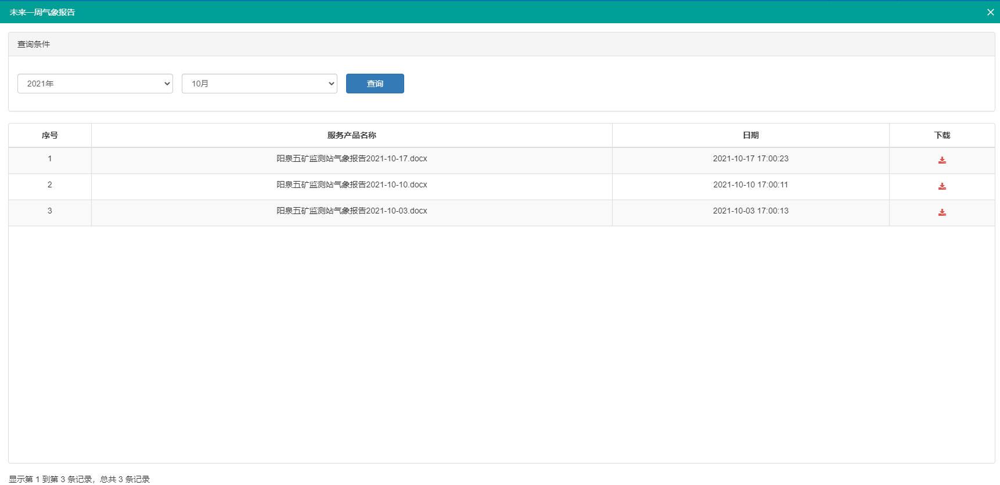 未来一周气象报告
查询条件
2021年 10月 查询
序号 服务产品名称 日期 下载
1 阳泉五矿监测站气象报告2021-10-17.docx 2021-10-17 17:00:23
2 阳泉五矿监测站气象报告2021-10-10.docx 2021-10-10 17:00:11
3 阳泉五矿监测站气象报告2021-10-03.docx 2021-10-03 17:00:13
显示第 1 到第 3 条记录，总共 3 条记录